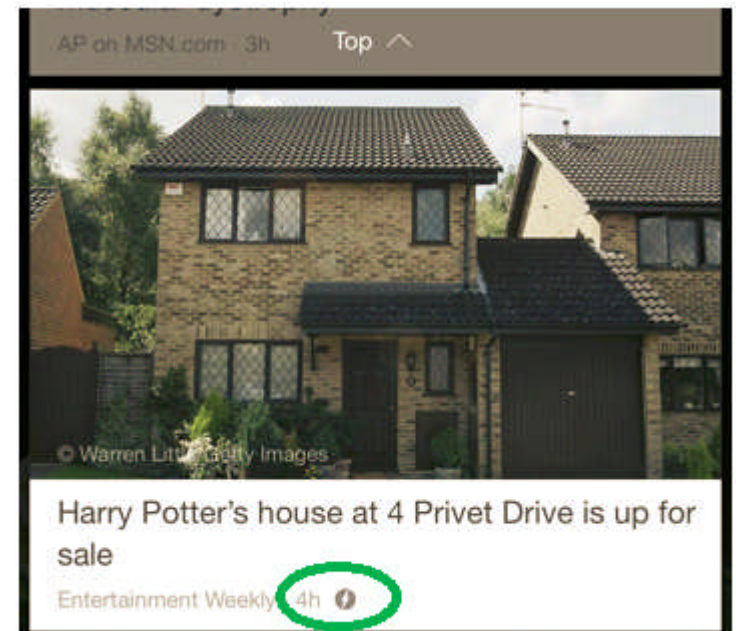 AP on MSN.com · 3h
Top
© Warren Little/Getty Images
Harry Potter's house at 4 Privet Drive is up for
sale
Entertainment Weekly 4h